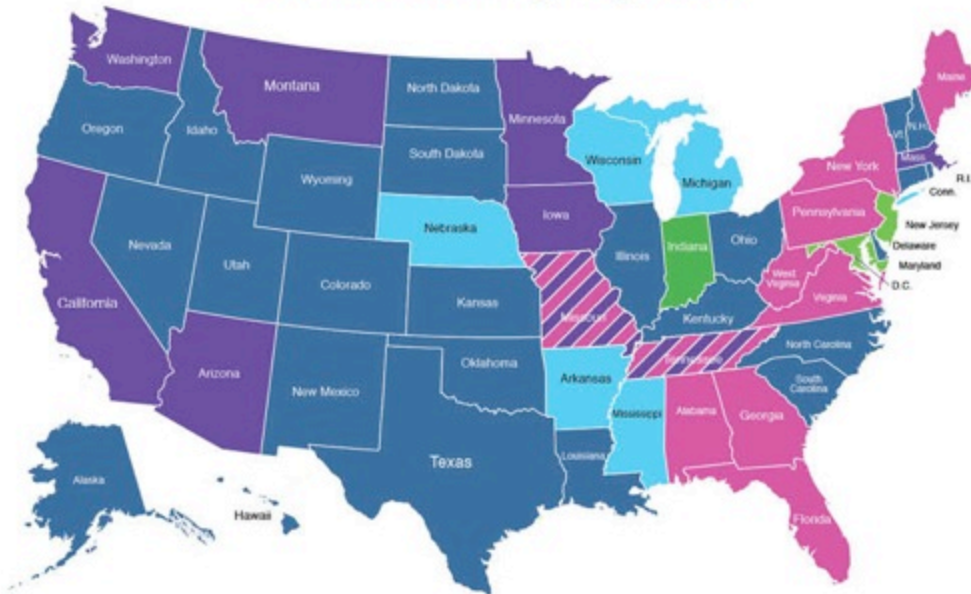 Washington
Montana
North Dakota
Minnesota
Maine
Oregon
Idaho
Vt.
N.H.
South Dakota
Wisconsin
New York
Mass.
Wyoming
Michigan
R.I.
Conn.
Iowa
Pennsylvania
Nebraska
New Jersey
Nevada
Illinois
Indiana
Ohio
Delaware
Utah
Maryland
Colorado
West
Virginia
D.C.
California
Kansas
Missouri
Virginia
Kentucky
North Carolina
Tennessee
Oklahoma
Arizona
Arkansas
South
Carolina
New Mexico
Mississippi
Alabama
Georgia
Louisiana
Texas
Alaska
Hawaii
Florida